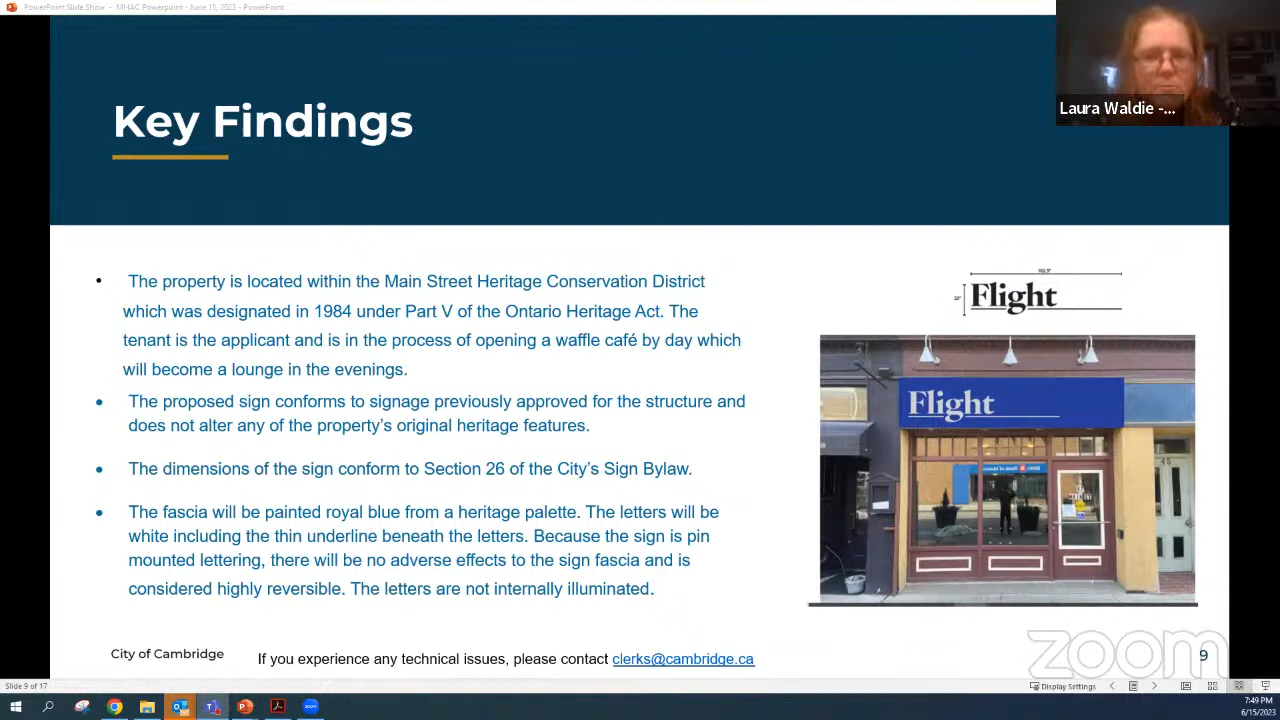 PowerPoint Slide Show - MHAC Powerpoint - June 15, 2023 - PowerPoint
Laura Waldie -...
Key Findings
• The property is located within the Main Street Heritage Conservation District
which was designated in 1984 under Part V of the Ontario Heritage Act. The
tenant is the applicant and is in the process of opening a waffle café by day which
will become a lounge in the evenings.
• The proposed sign conforms to signage previously approved for the structure and
does not alter any of the property's original heritage features.
• The dimensions of the sign conform to Section 26 of the City's Sign Bylaw.
• The fascia will be painted royal blue from a heritage palette. The letters will be
white including the thin underline beneath the letters. Because the sign is pin
mounted lettering, there will be no adverse effects to the sign fascia and is
considered highly reversible. The letters are not internally illuminated.
22"
Flight
Flight
45
City of Cambridge
If you experience any technical issues, please contact clerks@cambridge.ca
zoom
9
Slide 9 of 17
Display Settings
7:49 PM
6/15/2023